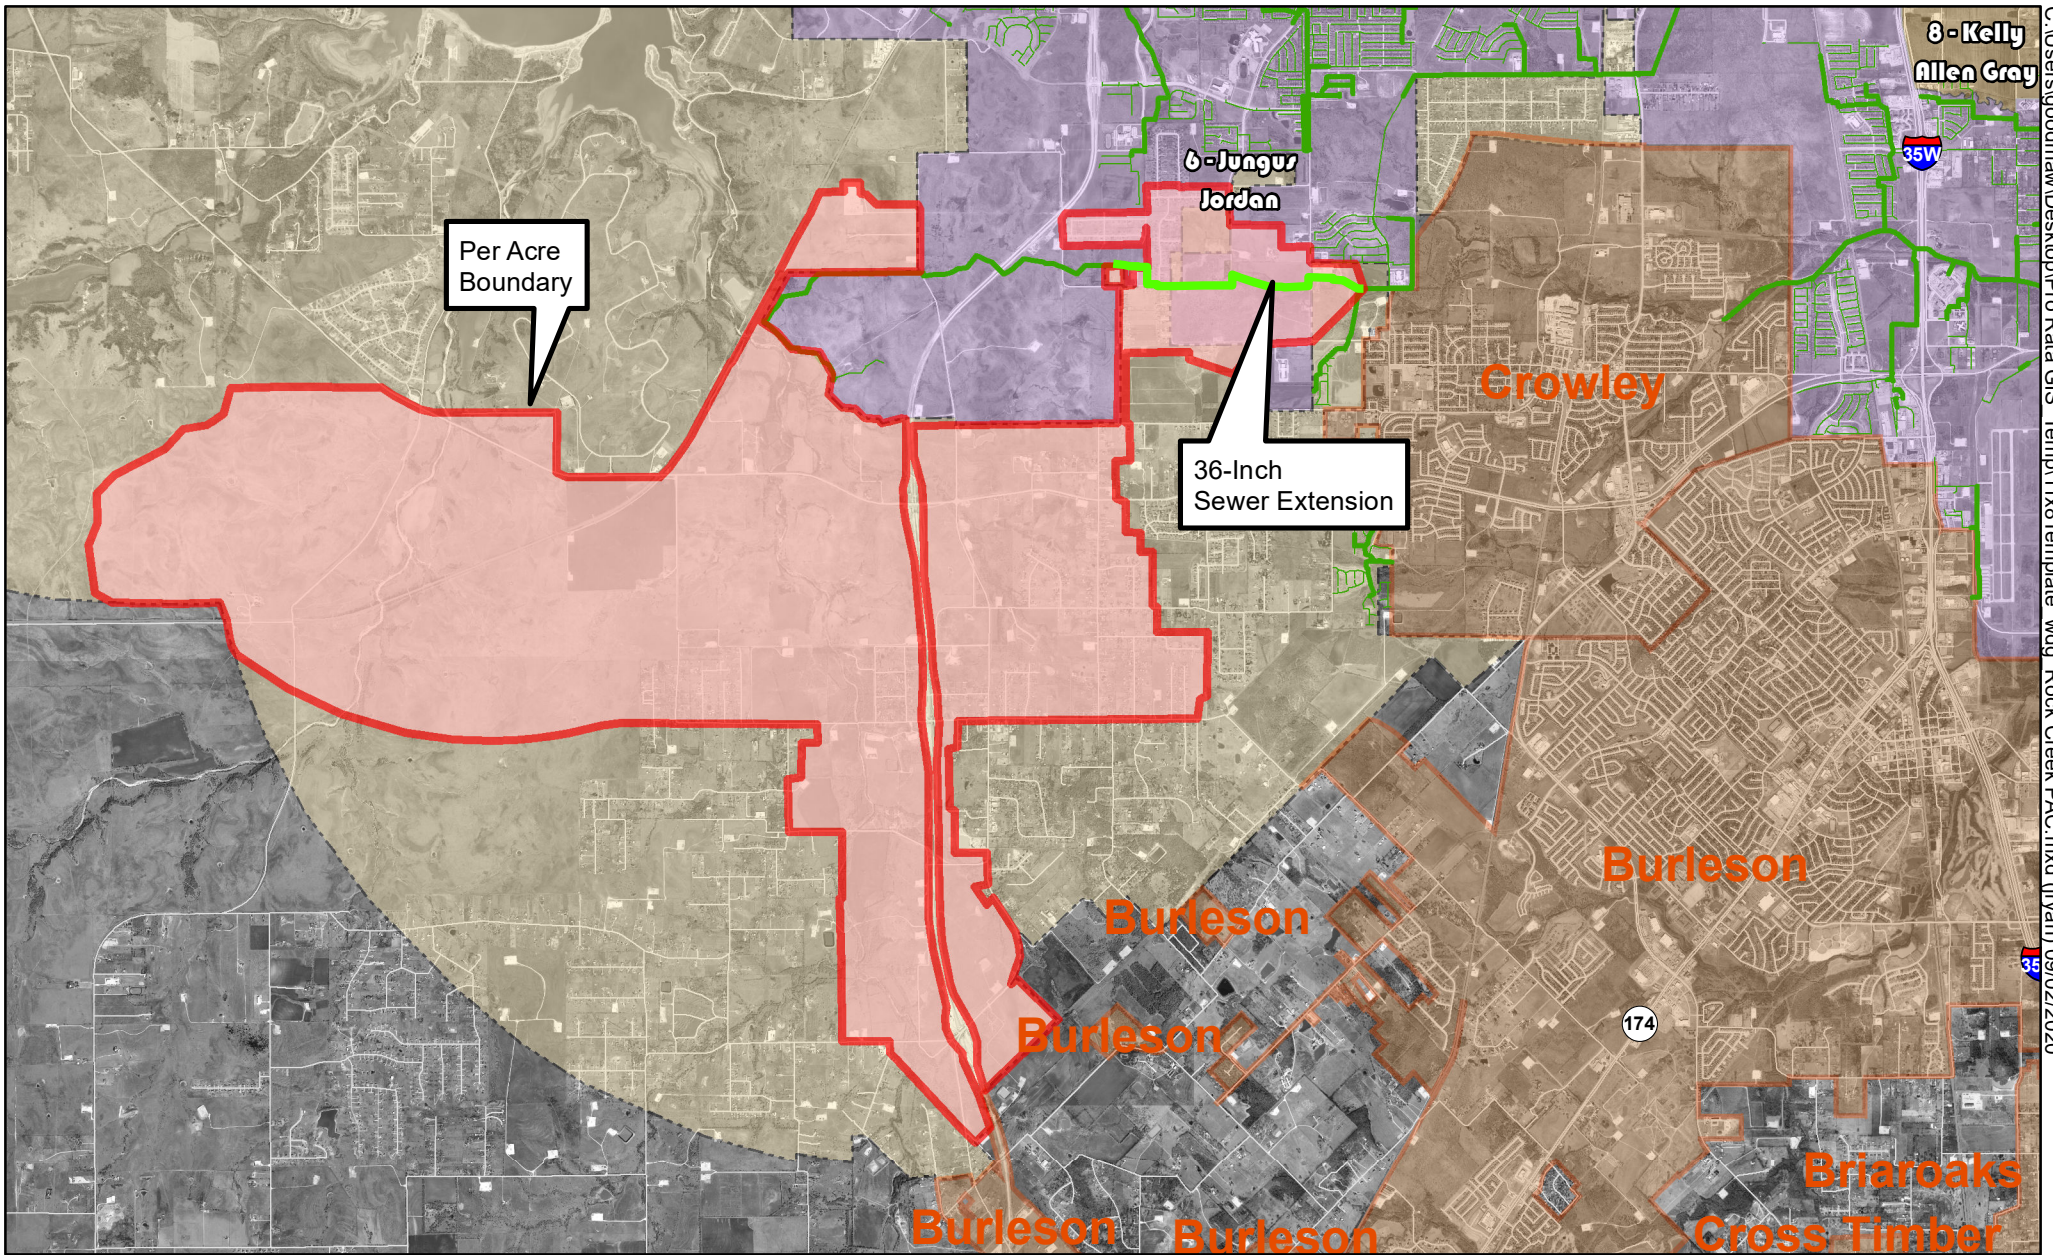 8 - Kelly
Allen Gray
35W
6 - Jungus
Jordan
Per Acre
Boundary
Crowley
36-Inch
Sewer Extension
Burleson
Burleson
35
Burleson
174
Briaroaks
Burleson
Burleson
Cross Timber